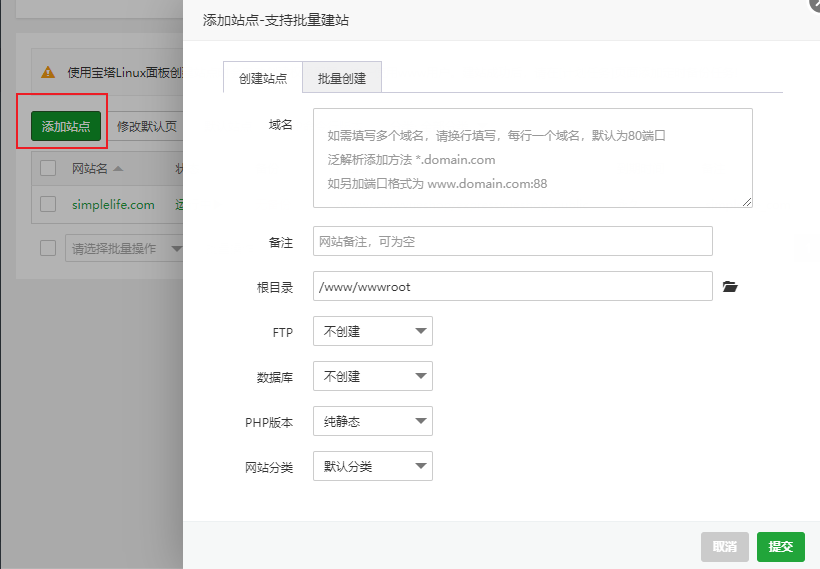 添加站点-支持批量建站
使用宝塔Linux面板创
添加站点
修改默认页
网站名
simplelife.com
请选择批量操作
创建站点
批量创建
域名
如需填写多个域名，请换行填写，每行一个域名，默认为80端口
泛解析添加方法 *.domain.com
如另加端口格式为 www.domain.com:88
备注
网站备注，可为空
根目录
/www/wwwroot
FTP
不创建
数据库
不创建
PHP版本
纯静态
网站分类
默认分类
取消
提交